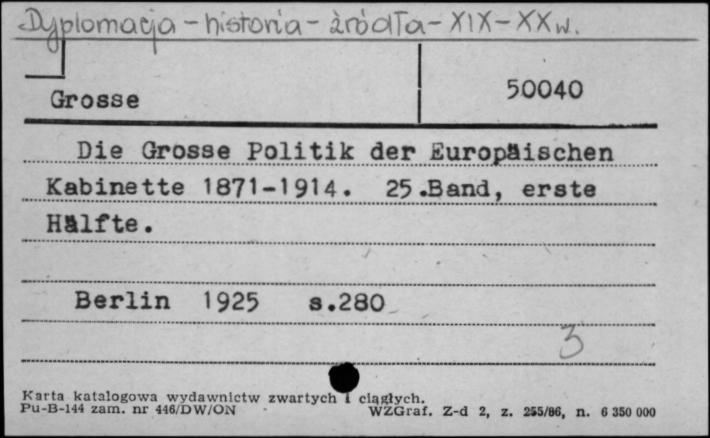 Dyplomacja - historia - źródła - XIX - XX w.
Grosse
50040
Die Grosse Politik der Europäischen
Kabinette 1871-1914. 25.Band, erste
Hälfte.
Berlin 1925 s.280
3
Karta katalogowa wydawnictw zwartych i ciągłych.
Pu-B-144 zam. nr 446/DW/ON WZGraf. Z-d 2, z. 255/86, n. 6 350 000